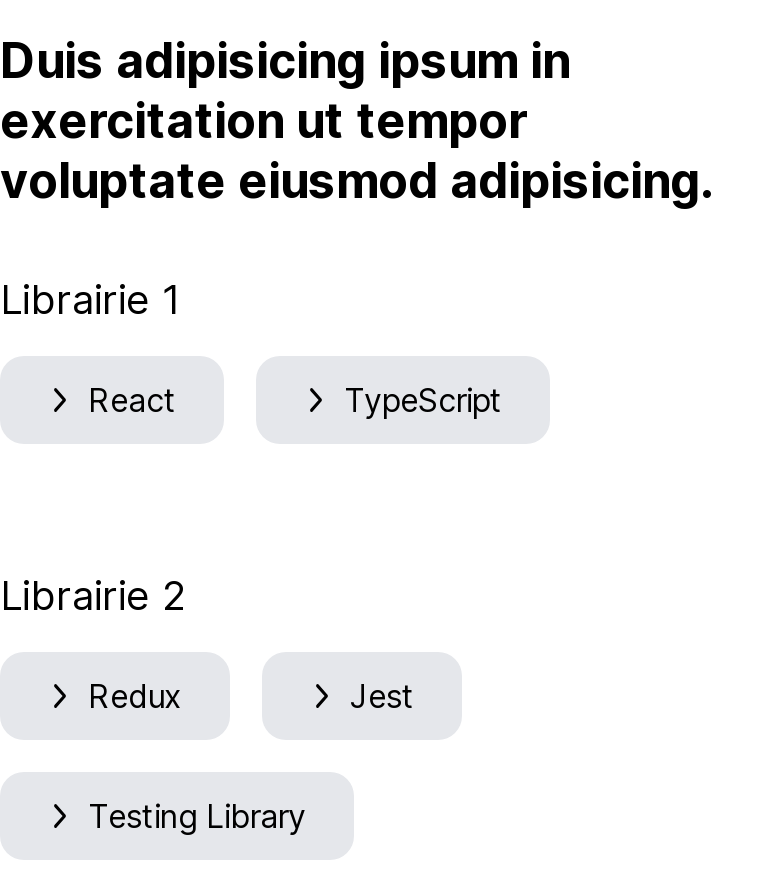 Duis adipisicing ipsum in
exercitation ut tempor
voluptate eiusmod adipisicing.
Librairie 1
React
TypeScript
Librairie 2
Redux
Jest
Testing Library